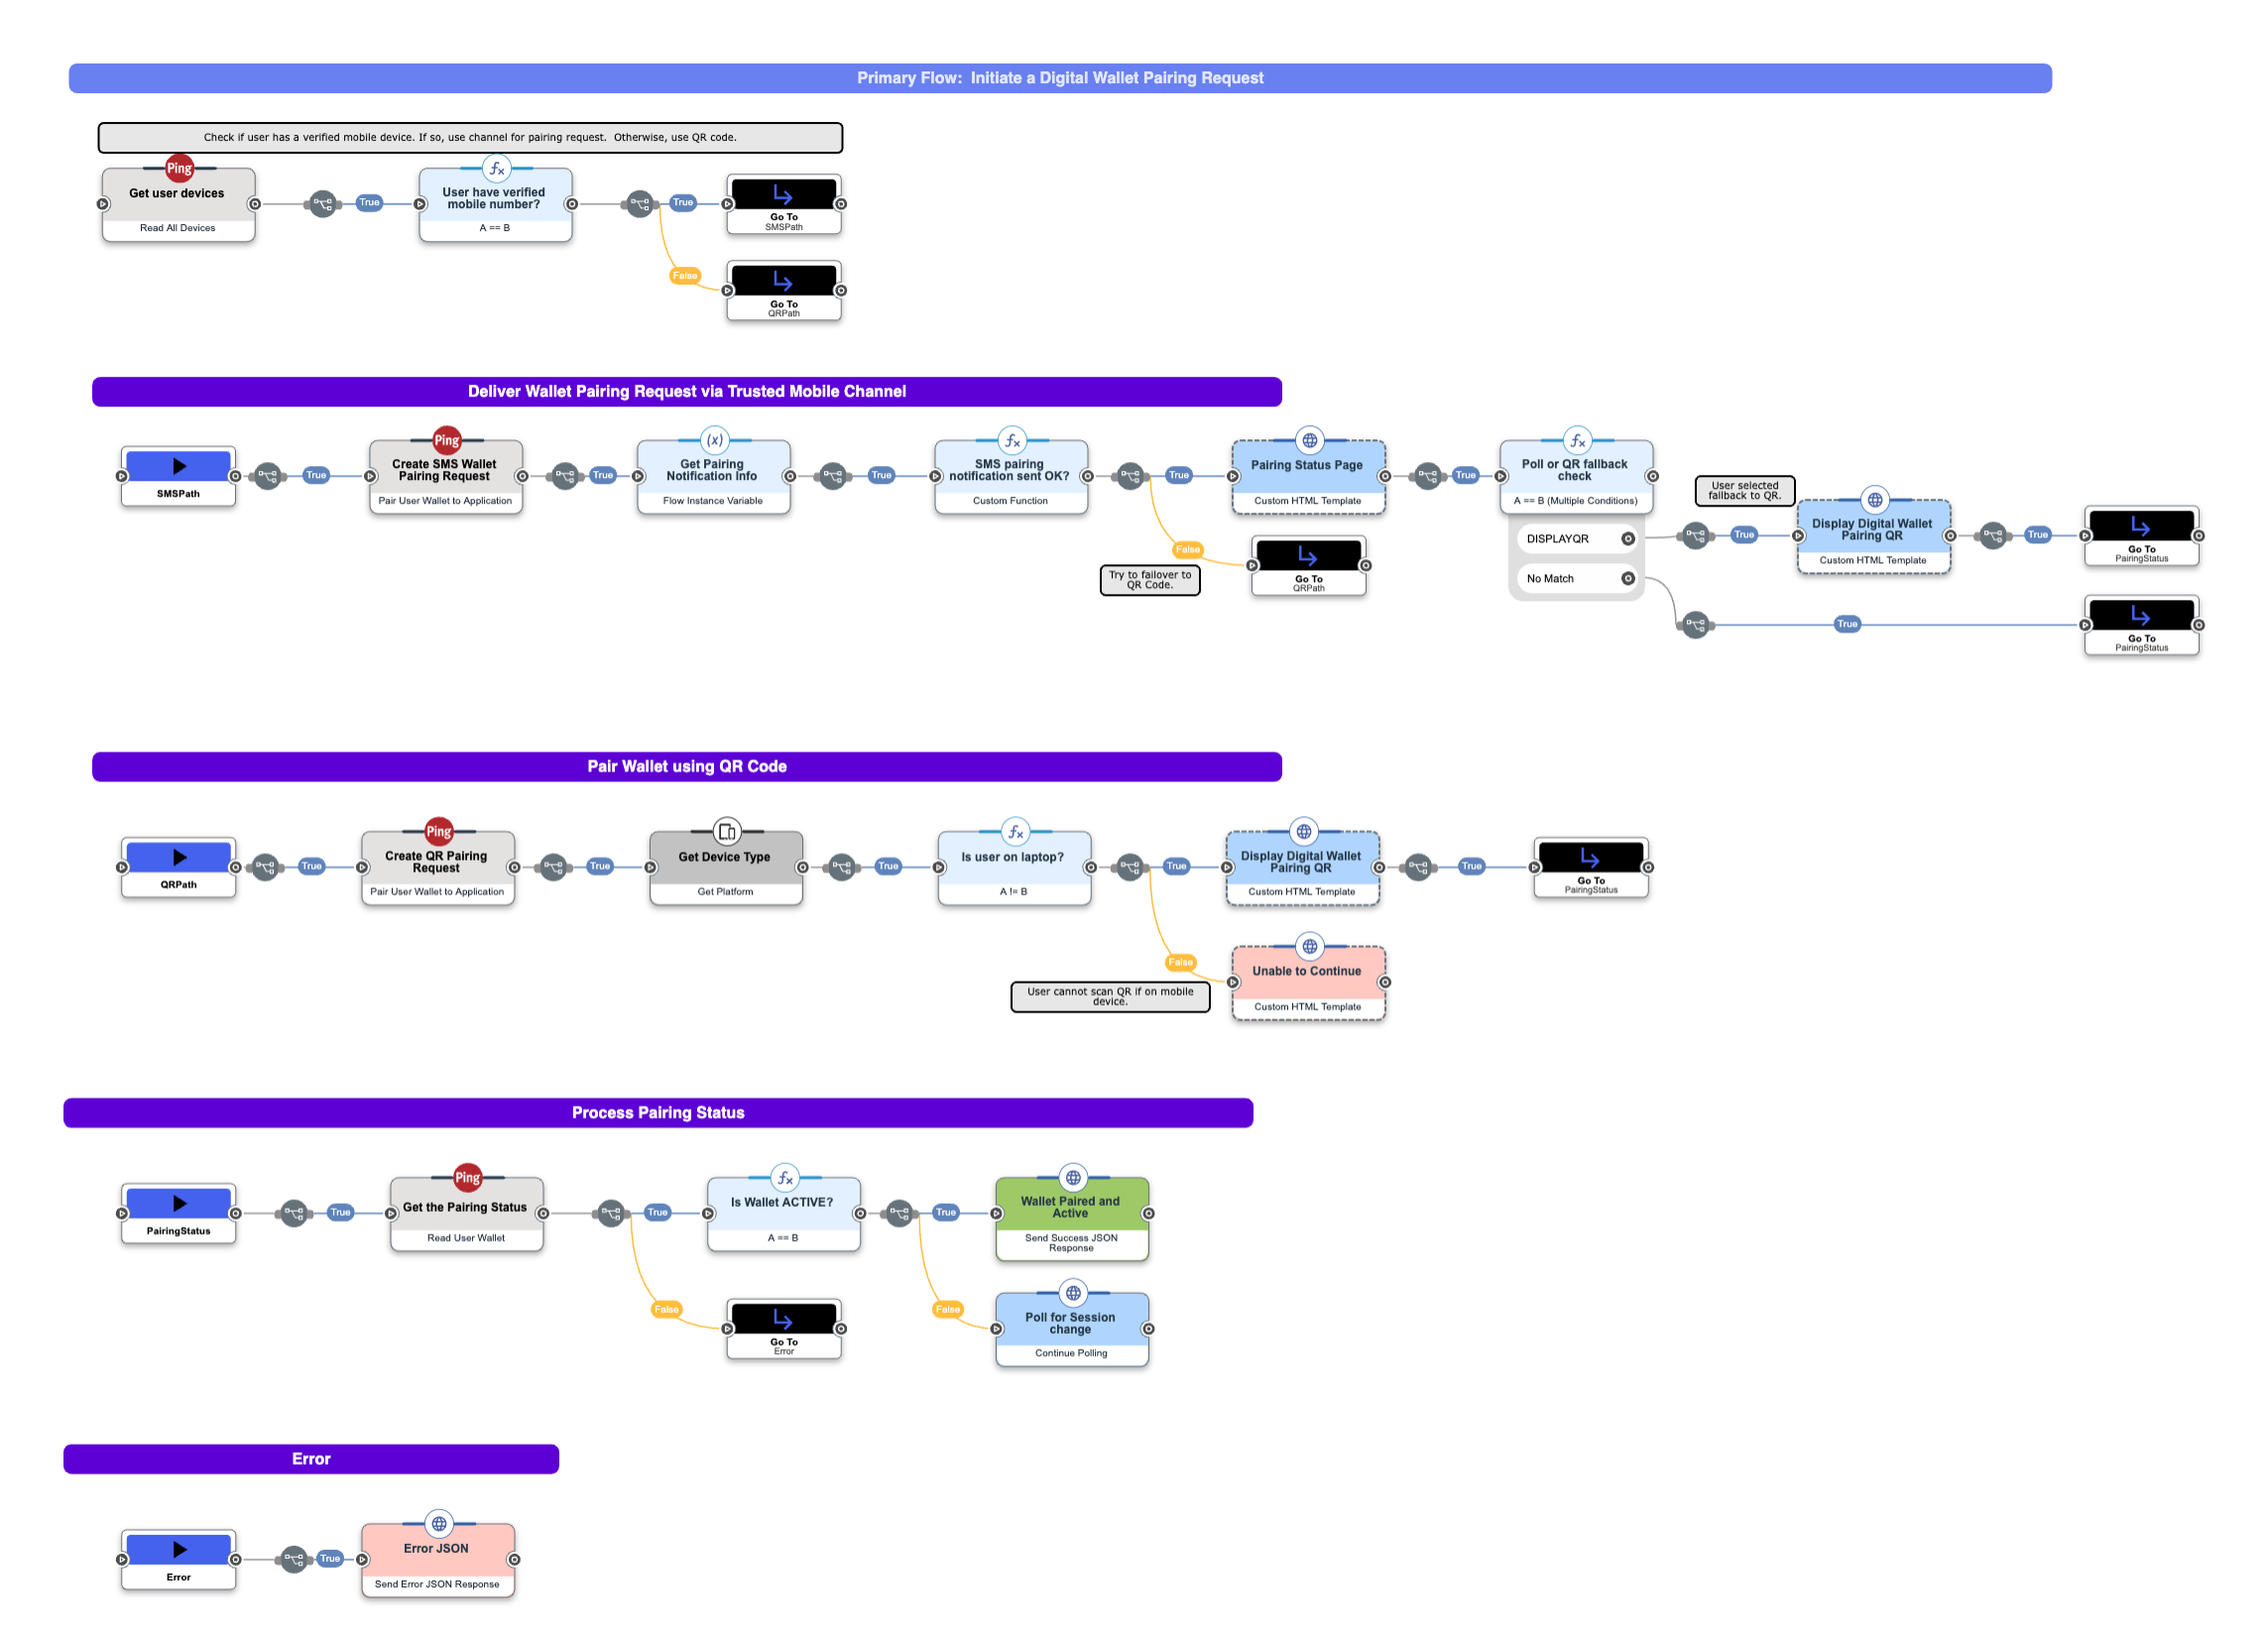 Primary Flow:  Initiate a Digital Wallet Pairing Request
Check if user has a verified mobile device. If so, use channel for pairing request.  Otherwise, use QR code.
Ping
Get user devices
Read All Devices
True
fx
User have verified
mobile number?
A == B
True
Go To
SMSPath
False
Go To
QRPath
Deliver Wallet Pairing Request via Trusted Mobile Channel
SMSPath
True
Ping
Create SMS Wallet
Pairing Request
Pair User Wallet to Application
True
(x)
Get Pairing
Notification Info
Flow Instance Variable
True
fx
SMS pairing
notification sent OK?
Custom Function
True
Pairing Status Page
Custom HTML Template
True
fx
Poll or QR fallback
check
A == B (Multiple Conditions)
DISPLAYQR
No Match
False
Try to failover to
QR Code.
Go To
QRPath
User selected
fallback to QR.
True
Display Digital Wallet
Pairing QR
Custom HTML Template
True
Go To
PairingStatus
True
Go To
PairingStatus
Pair Wallet using QR Code
QRPath
True
Ping
Create QR Pairing
Request
Pair User Wallet to Application
True
Get Device Type
Get Platform
True
fx
Is user on laptop?
A != B
True
Display Digital Wallet
Pairing QR
Custom HTML Template
True
Go To
PairingStatus
False
User cannot scan QR if on mobile
device.
Unable to Continue
Custom HTML Template
Process Pairing Status
PairingStatus
True
Ping
Get the Pairing Status
Read User Wallet
True
fx
Is Wallet ACTIVE?
A == B
True
Wallet Paired and
Active
Send Success JSON
Response
False
Go To
Error
False
Poll for Session
change
Continue Polling
Error
Error
True
Error JSON
Send Error JSON Response